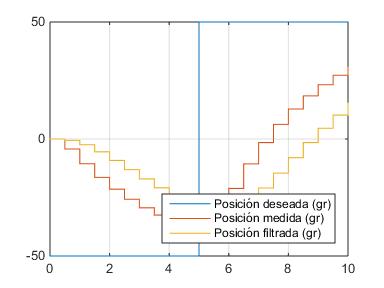 50
0
-50
Posición deseada (gr)
Posición medida (gr)
Posición filtrada (gr)
0 2 4 6 8 10